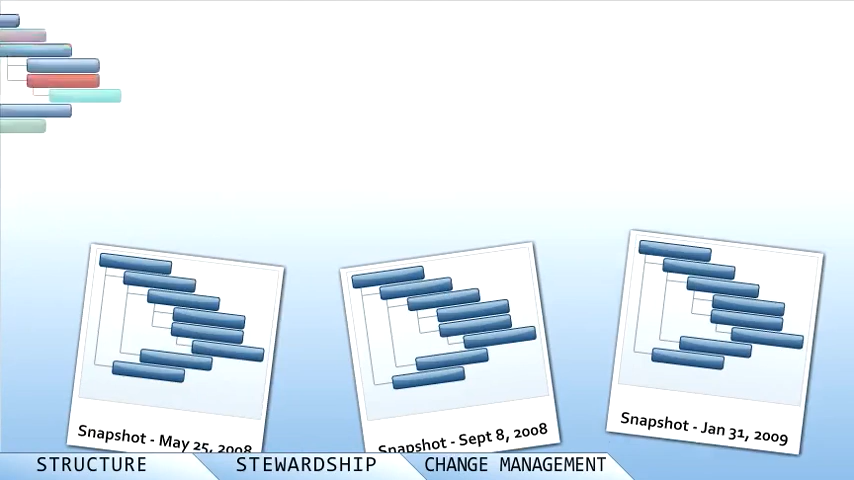 Snapshot - May 25, 2008
Snapshot - Sept 8, 2008
Snapshot - Jan 31, 2009
STRUCTURE
STEWARDSHIP
CHANGE MANAGEMENT